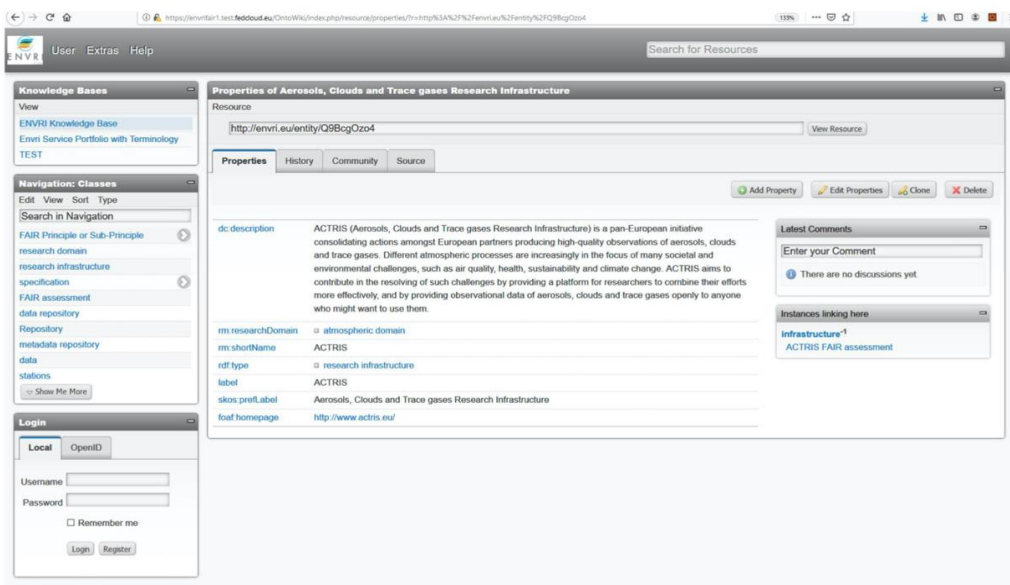 https://envrifair1.test.fedcloud.eu/OntoWiki/index.php/resource/properties/?r=http%3A%2F%2Fenvri.eu%2Fentity%2FQ9BcgOzo4
133%
ENVRI
User Extras Help
Search for Resources
Knowledge Bases
View
ENVRI Knowledge Base
Envri Service Portfolio with Terminology
TEST
Navigation: Classes
Edit View Sort Type
Search in Navigation
FAIR Principle or Sub-Principle
research domain
research infrastructure
specification
FAIR assessment
data repository
Repository
metadata repository
data
stations
Show Me More
Login
Local OpenID
Username
Password
Remember me
Login Register
Properties of Aerosols, Clouds and Trace gases Research Infrastructure
Resource
http://envri.eu/entity/Q9BcgOzo4
View Resource
Properties History Community Source
Add Property Edit Properties Clone Delete
dc:description
ACTRIS (Aerosols, Clouds and Trace gases Research Infrastructure) is a pan-European initiative
consolidating actions amongst European partners producing high-quality observations of aerosols, clouds
and trace gases. Different atmospheric processes are increasingly in the focus of many societal and
environmental challenges, such as air quality, health, sustainability and climate change. ACTRIS aims to
contribute in the resolving of such challenges by providing a platform for researchers to combine their efforts
more effectively, and by providing observational data of aerosols, clouds and trace gases openly to anyone
who might want to use them.
rm:researchDomain atmospheric domain
rm:shortName ACTRIS
rdf:type research infrastructure
label ACTRIS
skos:prefLabel Aerosols, Clouds and Trace gases Research Infrastructure
foaf:homepage http://www.actris.eu/
Latest Comments
Enter your Comment
There are no discussions yet.
Instances linking here
infrastructure-1
ACTRIS FAIR assessment